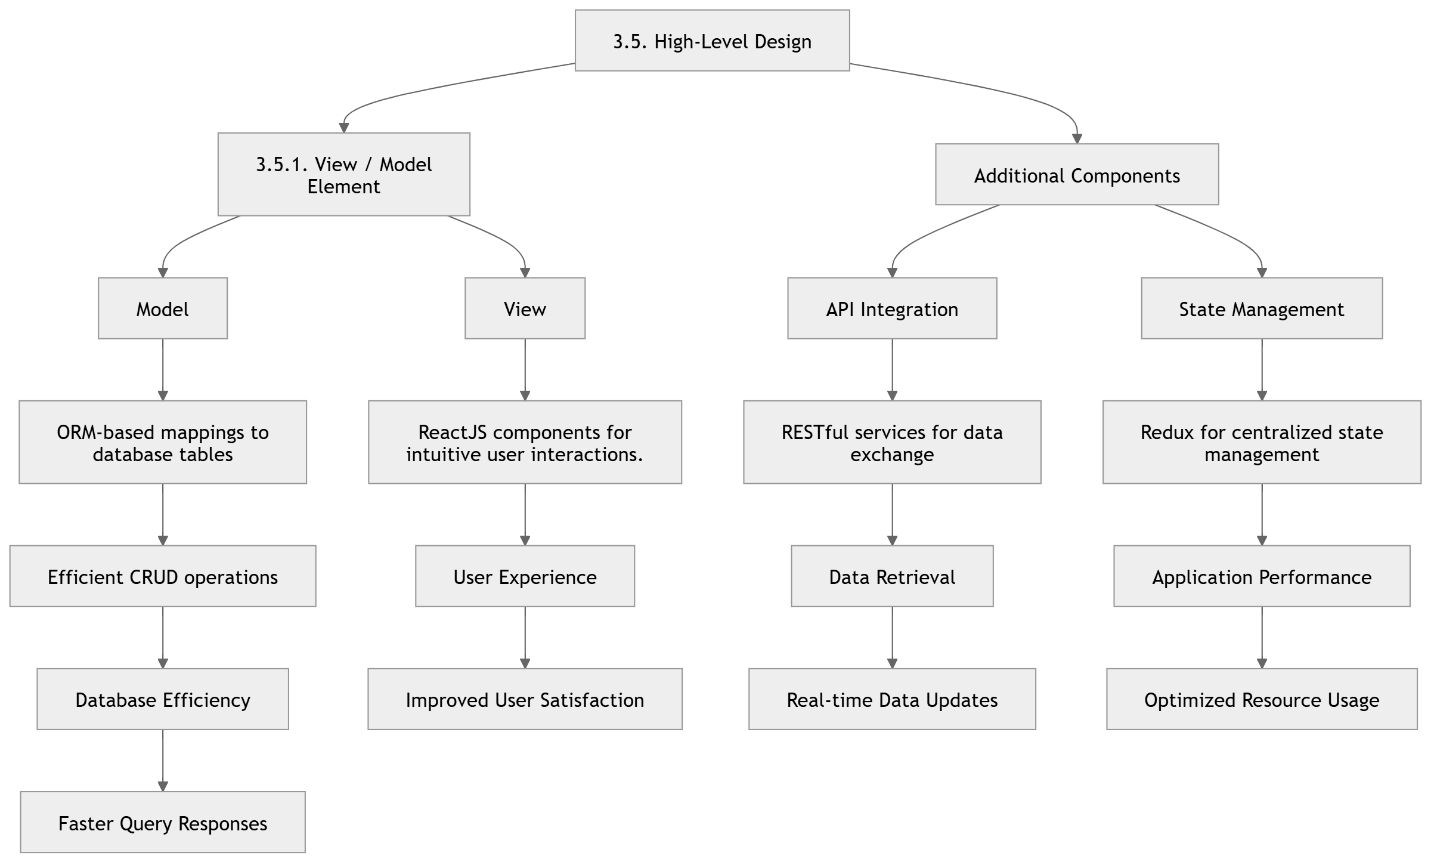 3.5. High-Level Design
3.5.1. View / Model
Element
Additional Components
Model
View
API Integration
State Management
ORM-based mappings to
database tables
ReactJS components for
intuitive user interactions.
RESTful services for data
exchange
Redux for centralized state
management
Efficient CRUD operations
User Experience
Data Retrieval
Application Performance
Database Efficiency
Improved User Satisfaction
Real-time Data Updates
Optimized Resource Usage
Faster Query Responses